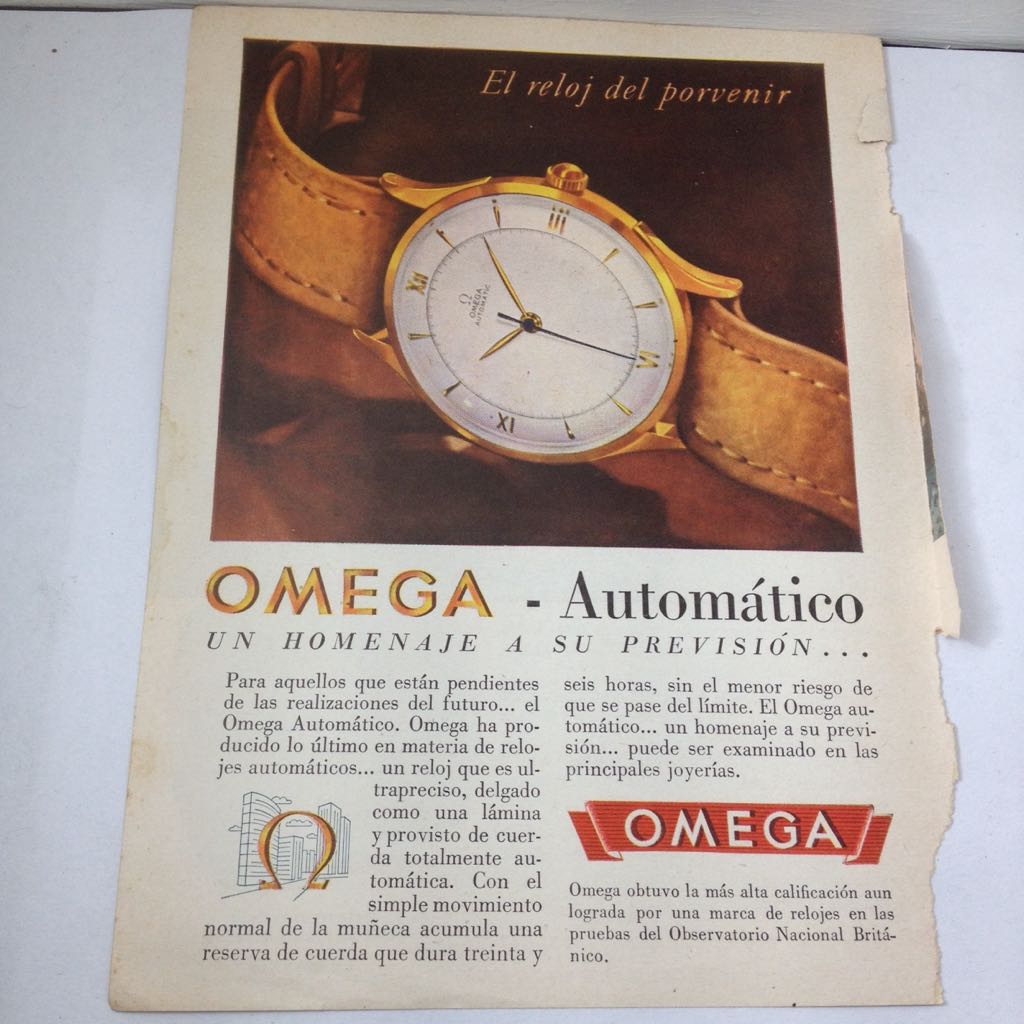 El reloj del porvenir
III
XII
Ω
OMEGA
AUTOMATIC
VI
IX
OMEGA - Automático
UN HOMENAJE A SU PREVISIÓN...
Para aquellos que están pendientes
de las realizaciones del futuro... el
Omega Automático. Omega ha pro-
ducido lo último en materia de relo-
jes automáticos... un reloj que es ul-
trapreciso, delgado
como una lámina
y provisto de cuer-
da totalmente au-
tomática. Con el
simple movimiento
normal de la muñeca acumula una
reserva de cuerda que dura treinta y
seis horas, sin el menor riesgo de
que se pase del límite. El Omega au-
tomático... un homenaje a su previ-
sión... puede ser examinado en las
principales joyerías.
Ω
OMEGA
Omega obtuvo la más alta calificación aun
lograda por una marca de relojes en las
pruebas del Observatorio Nacional Britá-
nico.